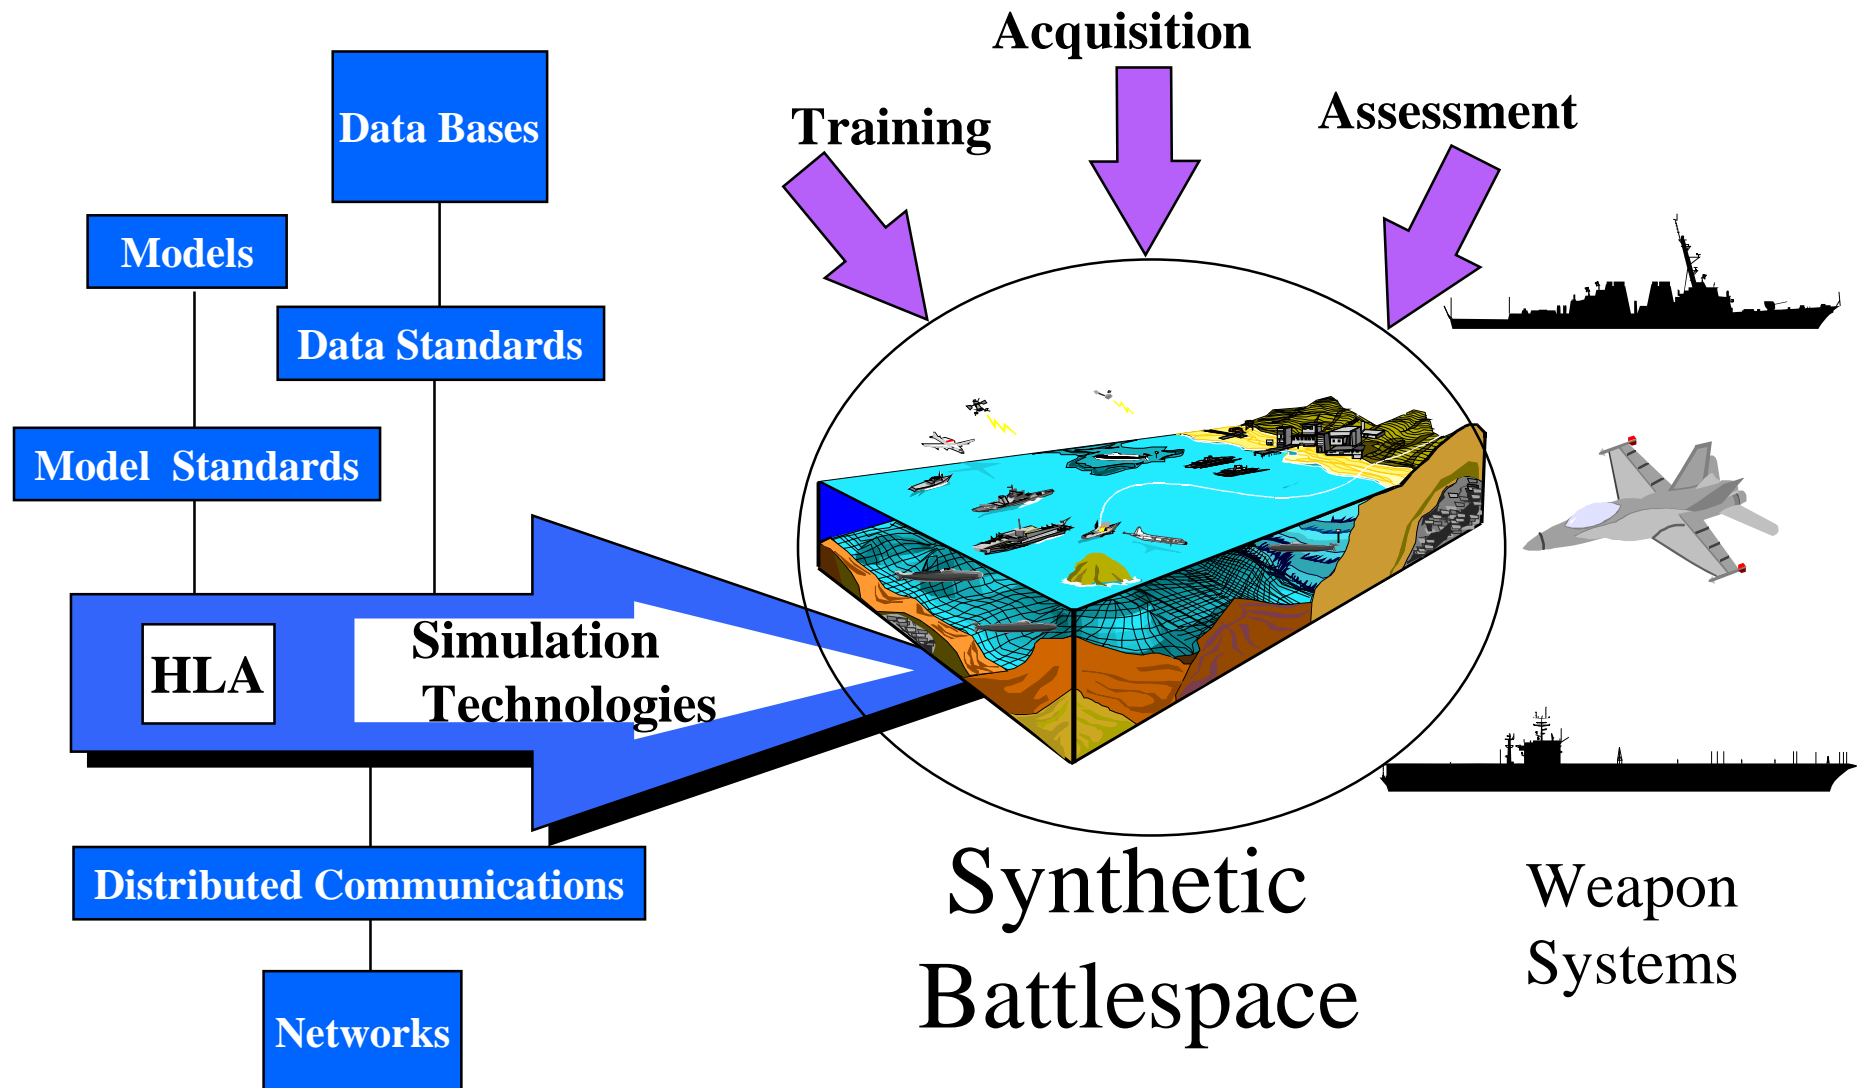 Acquisition
Training
Assessment
Data Bases
Models
Data Standards
Model  Standards
HLA
Simulation
Technologies
Distributed Communications
Networks
Synthetic
Battlespace
Weapon
Systems